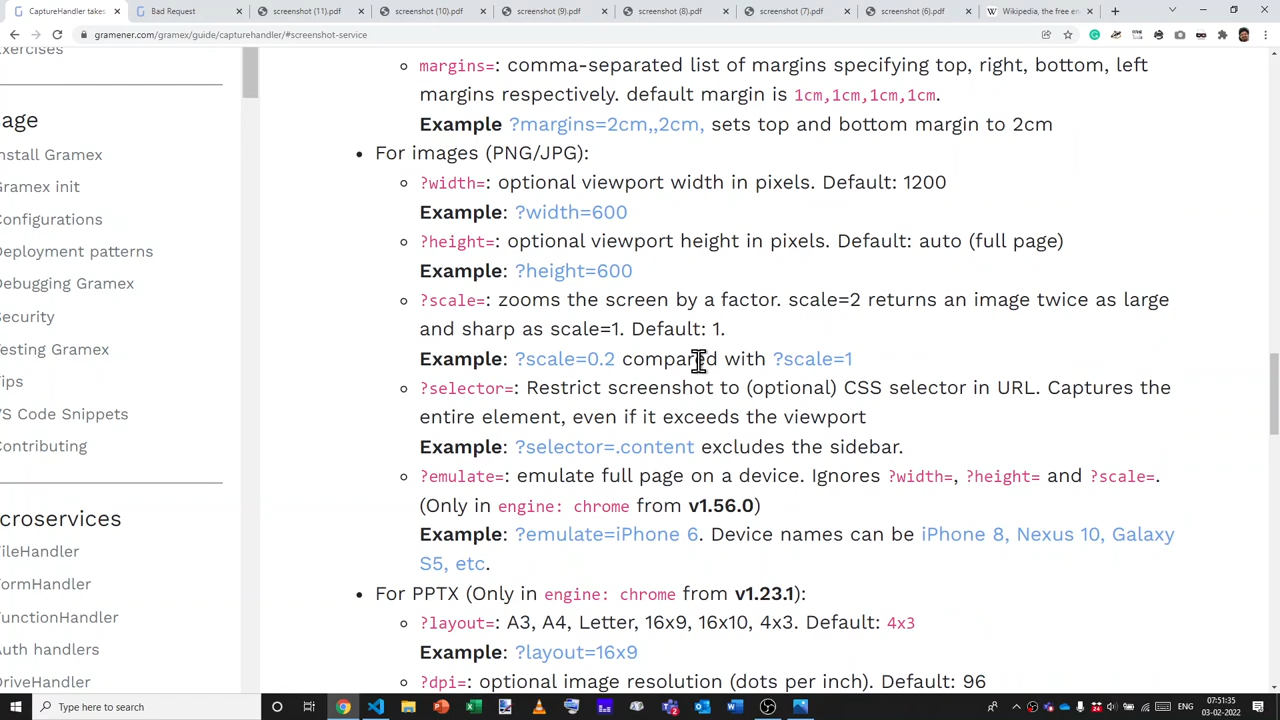 CaptureHandler takes
Bad Request
screenshot (11).pdf
screenshot (10).pdf
screenshot (9).pdf
screenshot (8).pdf
screenshot (7).pdf
screenshot (6).pdf
Wikipedia, the free en
gramener.com/gramex/guide/capturehandler/#screenshot-service
Exercises
age
nstall Gramex
Gramex init
Configurations
Deployment patterns
Debugging Gramex
Security
Testing Gramex
Tips
VS Code Snippets
Contributing
croservices
FileHandler
FormHandler
FunctionHandler
Auth handlers
DriveHandler
margins=: comma-separated list of margins specifying top, right, bottom, left
margins respectively. default margin is 1cm,1cm,1cm,1cm.
Example ?margins=2cm,,2cm, sets top and bottom margin to 2cm
For images (PNG/JPG):
?width=: optional viewport width in pixels. Default: 1200
Example: ?width=600
?height=: optional viewport height in pixels. Default: auto (full page)
Example: ?height=600
?scale=: zooms the screen by a factor. scale=2 returns an image twice as large
and sharp as scale=1. Default: 1.
Example: ?scale=0.2 compared with ?scale=1
?selector=: Restrict screenshot to (optional) CSS selector in URL. Captures the
entire element, even if it exceeds the viewport
Example: ?selector=.content excludes the sidebar.
?emulate=: emulate full page on a device. Ignores ?width=, ?height= and ?scale=.
(Only in engine: chrome from v1.56.0)
Example: ?emulate=iPhone 6. Device names can be iPhone 8, Nexus 10, Galaxy
S5, etc.
For PPTX (Only in engine: chrome from v1.23.1):
?layout=: A3, A4, Letter, 16x9, 16x10, 4x3. Default: 4x3
Example: ?layout=16x9
?dpi=: optional image resolution (dots per inch). Default: 96
Type here to search
ENG
07:51:35
03-02-2022